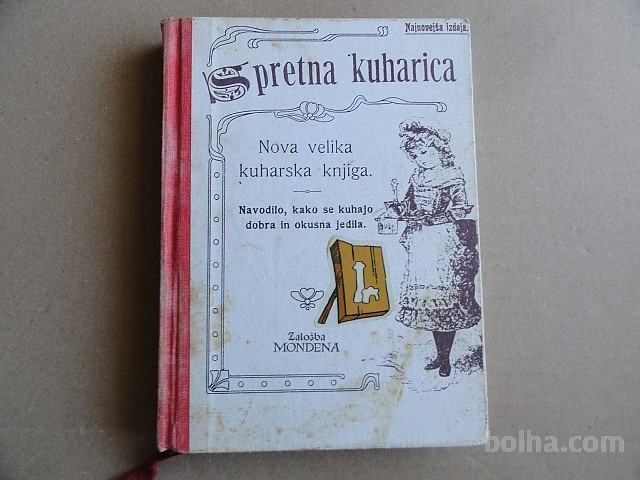 Najnovejša izdaja.
Spretna kuharica
Nova velika
kuharska knjiga.
Navodilo, kako se kuhajo
dobra in okusna jedila.
Založba
MONDENA
bolha.com